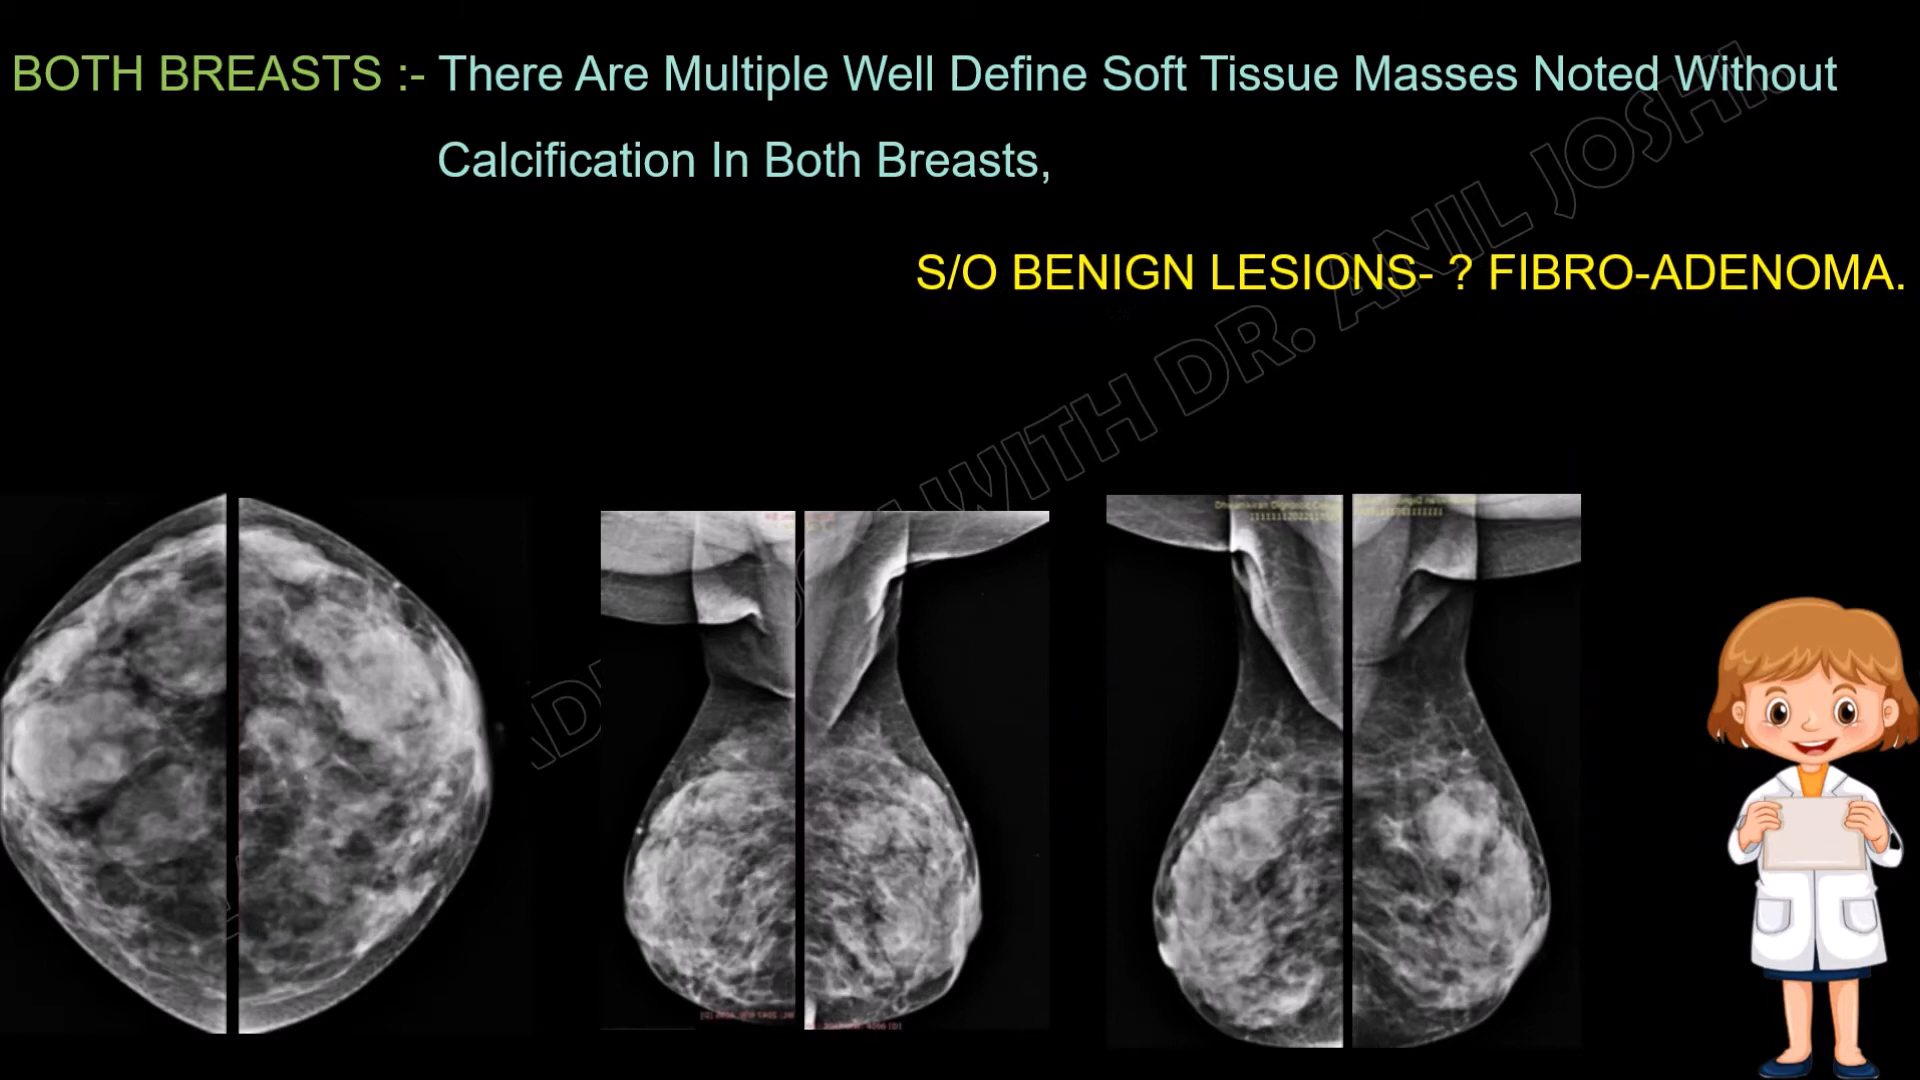 BOTH BREASTS :- There Are Multiple Well Define Soft Tissue Masses Noted Without
Calcification In Both Breasts,
S/O BENIGN LESIONS- ? FIBRO-ADENOMA.
WITH DR. ANIL JOSHI